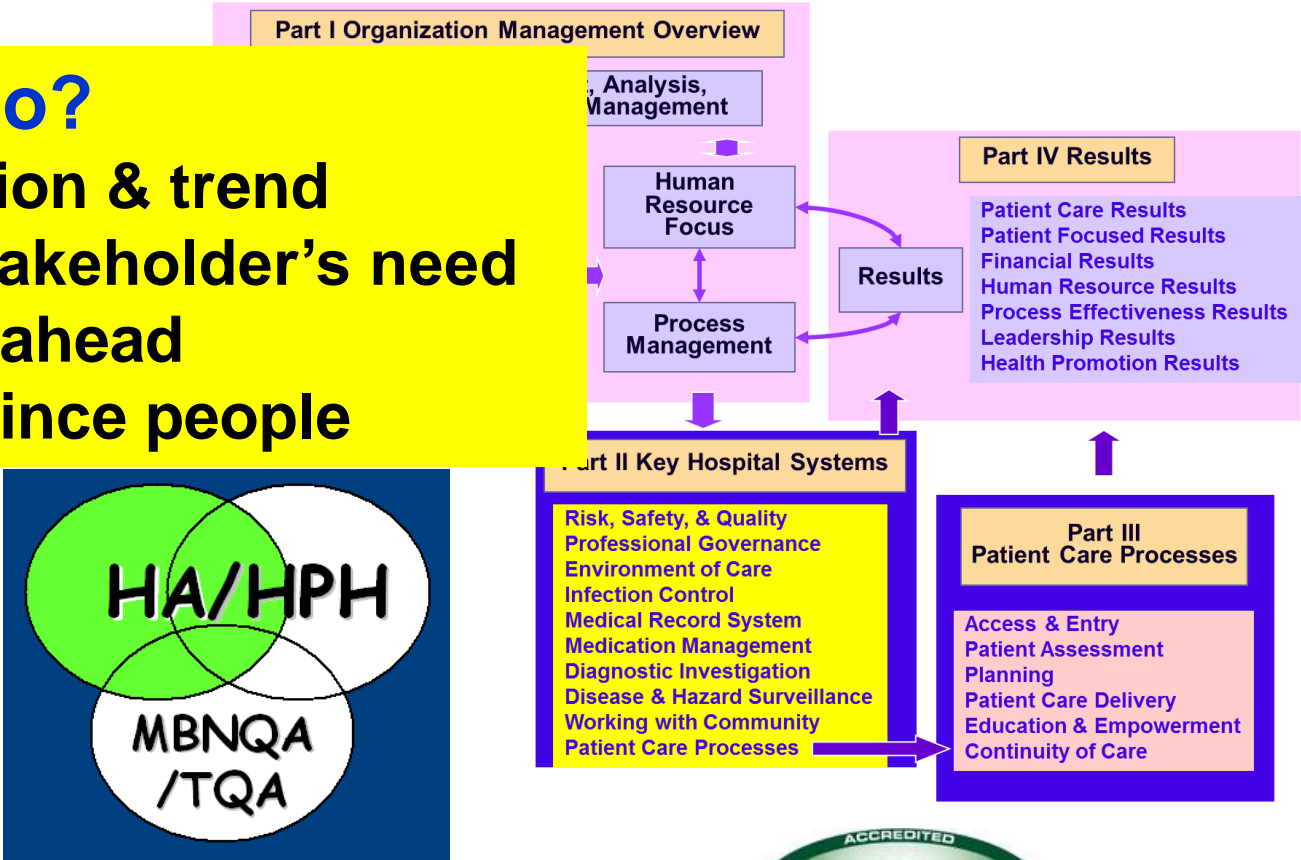 Part I Organization Management Overview
o?
ion & trend
akeholder's need
ahead
ince people
, Analysis,
Management
Human
Resource
Focus
Process
Management
Results
Part IV Results
Patient Care Results
Patient Focused Results
Financial Results
Human Resource Results
Process Effectiveness Results
Leadership Results
Health Promotion Results
Part II Key Hospital Systems
Risk, Safety, & Quality
Professional Governance
Environment of Care
Infection Control
Medical Record System
Medication Management
Diagnostic Investigation
Disease & Hazard Surveillance
Working with Community
Patient Care Processes
Part III
Patient Care Processes
Access & Entry
Patient Assessment
Planning
Patient Care Delivery
Education & Empowerment
Continuity of Care
HA/HPH
MBNQA
/TQA
ACCREDITED